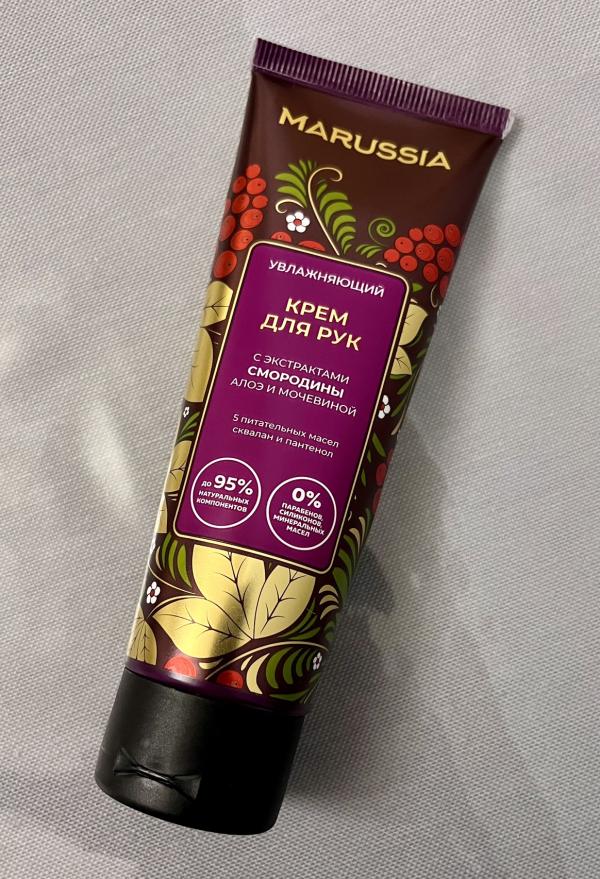 MARUSSIA
УВЛАЖНЯЮЩИЙ
КРЕМ
ДЛЯ РУК
С ЭКСТРАКТАМИ
СМОРОДИНЫ
АЛОЭ И МОЧЕВИНОЙ
5 питательных масел
сквалан и пантенол
ДО 95%
НАТУРАЛЬНЫХ
КОМПОНЕНТОВ
0%
ПАРАБЕНОВ,
СИЛИКОНОВ,
МИНЕРАЛЬНЫХ
МАСЕЛ